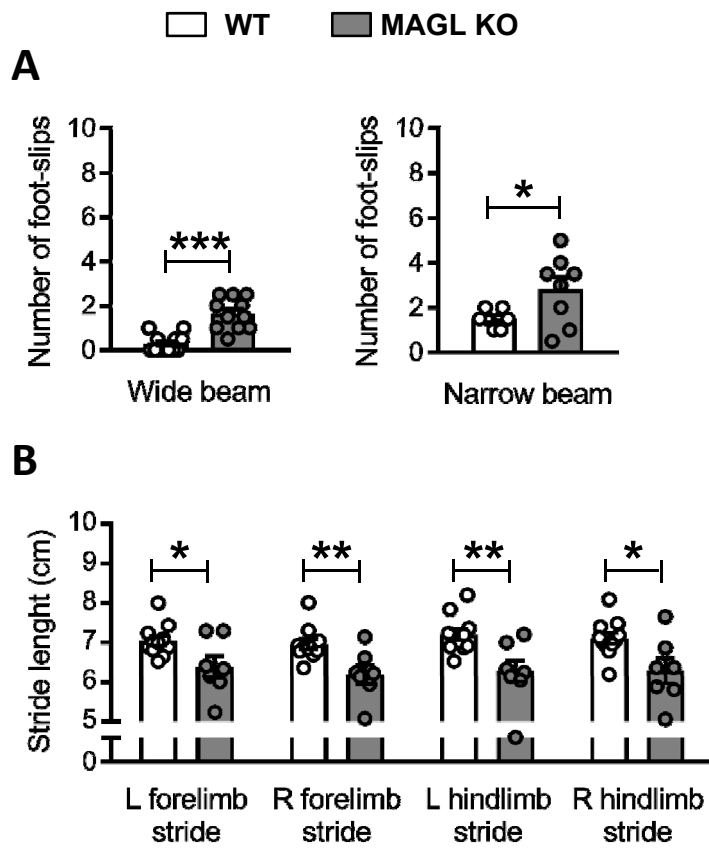 WT MAGL KO
A
Number of foot-slips
10
8
6
4
2
0
***
Wide beam
Number of foot-slips
10
8
6
4
2
0
*
Narrow beam
B
Stride lenght (cm)
10
9
8
7
6
5
0
* ** ** *
L forelimb R forelimb L hindlimb R hindlimb
stride stride stride stride